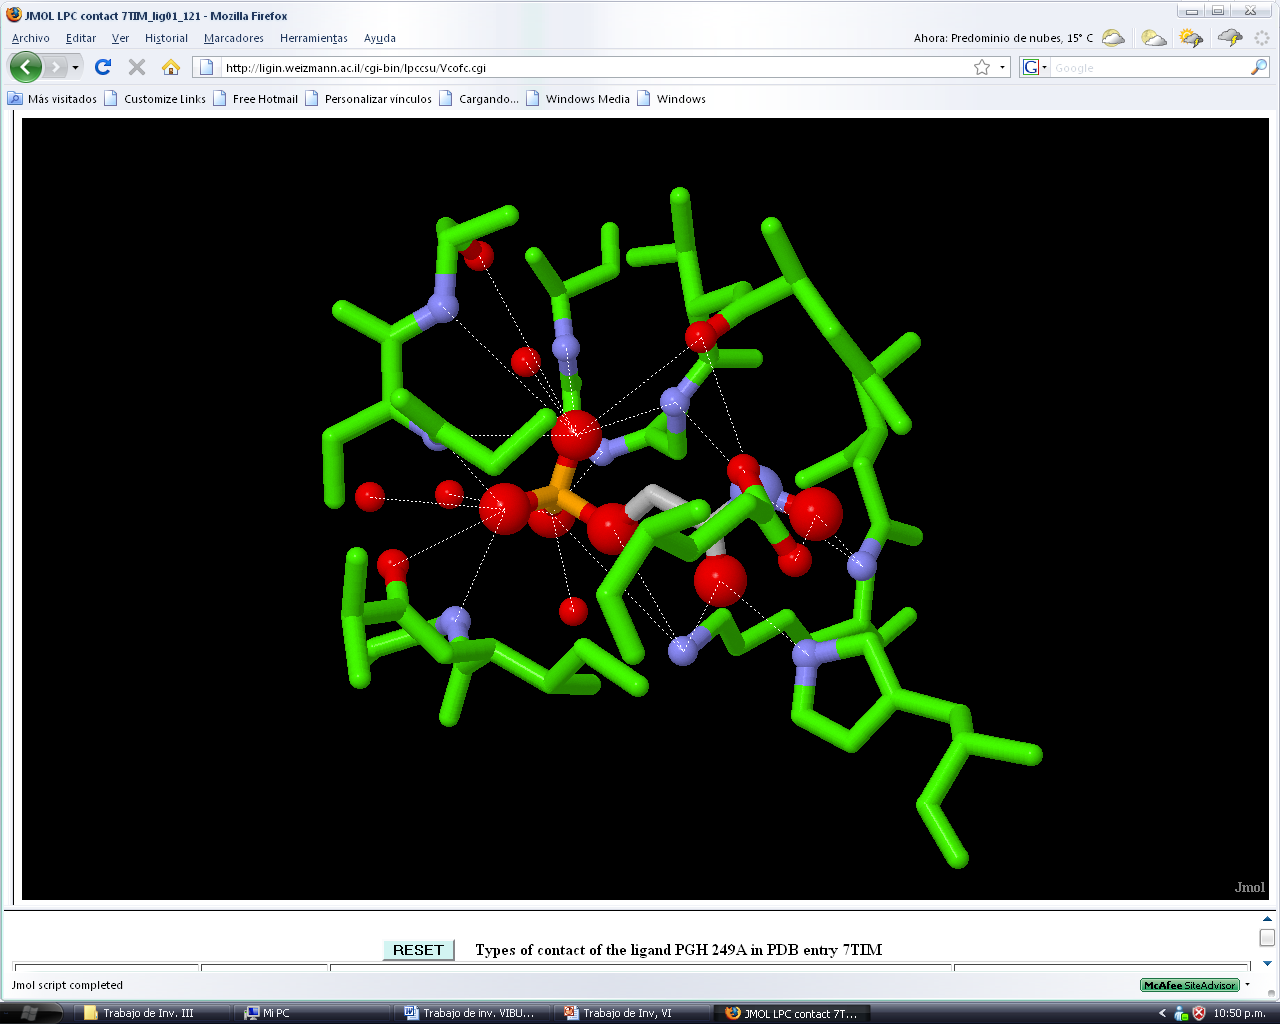 JMOL LPC contact 7TIM_lig01_121 - Mozilla Firefox
Archivo Editar Ver Historial Marcadores Herramientas Ayuda
Ahora: Predominio de nubes, 15° C
http://ligin.weizmann.ac.il/cgi-bin/lpccsu/Vcofc.cgi
G Google
Más visitados Customize Links Free Hotmail Personalizar vínculos Cargando... Windows Media Windows
Jmol
RESET Types of contact of the ligand PGH 249A in PDB entry 7TIM
Jmol script completed
McAfee SiteAdvisor
Trabajo de Inv. III Mi PC Trabajo de inv. VIBU... Trabajo de Inv, VI JMOL LPC contact 7T... 10:50 p.m.